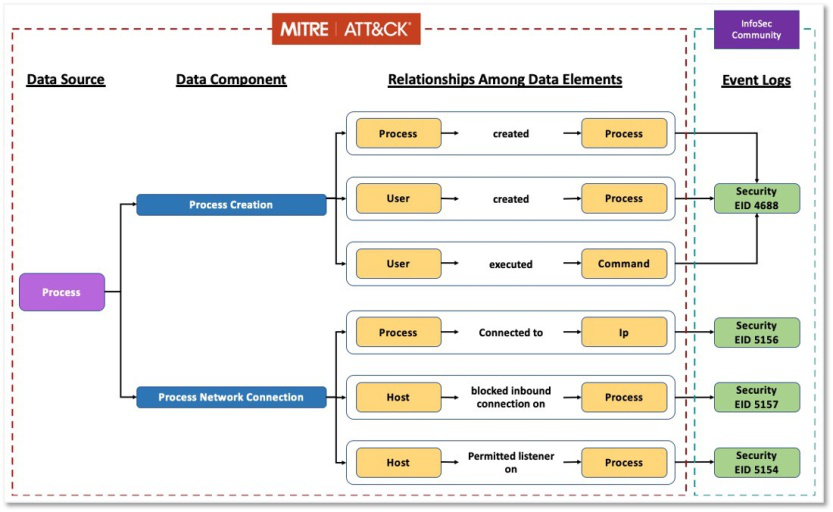 MITRE | ATT&CK®
InfoSec
Community
Data Source
Data Component
Relationships Among Data Elements
Event Logs
Process
created
Process
Process Creation
User
created
Process
Security
EID 4688
User
executed
Command
Process
Process
Connected to
Ip
Security
EID 5156
Process Network Connection
Host
blocked inbound
connection on
Process
Security
EID 5157
Host
Permitted listener
on
Process
Security
EID 5154